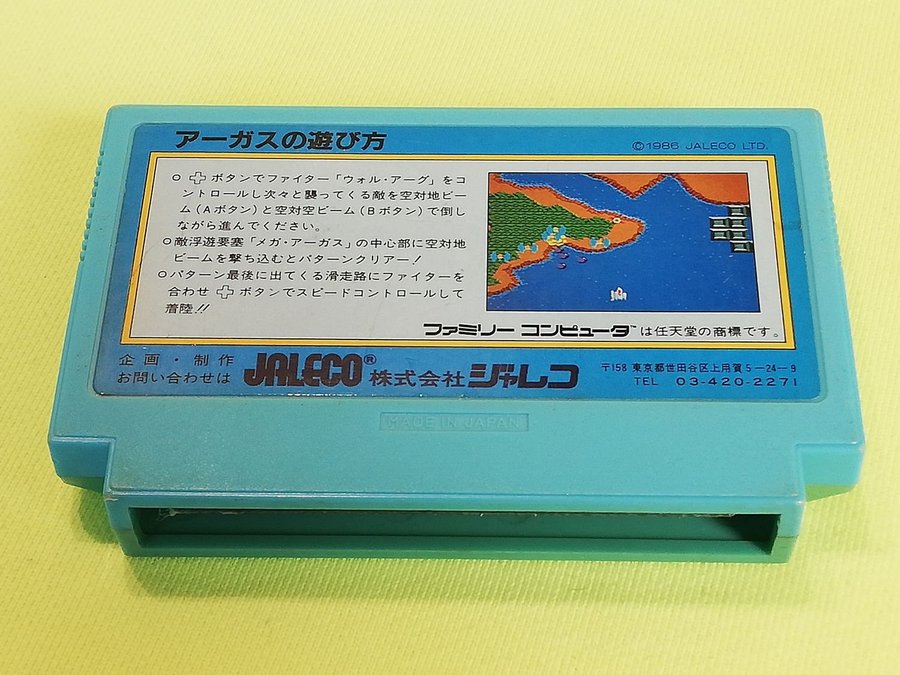 アーガスの遊び方
©1986 JALECO LTD.
○ ボタンでファイター「ウォル・アーグ」をコ
ントロールし次々と襲ってくる敵を空対地ビー
ム(Aボタン)と空対空ビーム(Bボタン)で倒し
ながら進んでください。
○敵浮遊要塞「メガ・アーガス」の中心部に空対地
ビームを撃ち込むとパターンクリアー!
○パターン最後に出てくる滑走路にファイターを
合わせ ボタンでスピードコントロールして
着陸!!
ファミリー コンピュータ™は任天堂の商標です。
企画・制作
お問い合わせは JALECO® 株式会社ジャレコ
〒158 東京都世田谷区上用賀5-24-9
TEL 03-420-2271
MADE IN JAPAN